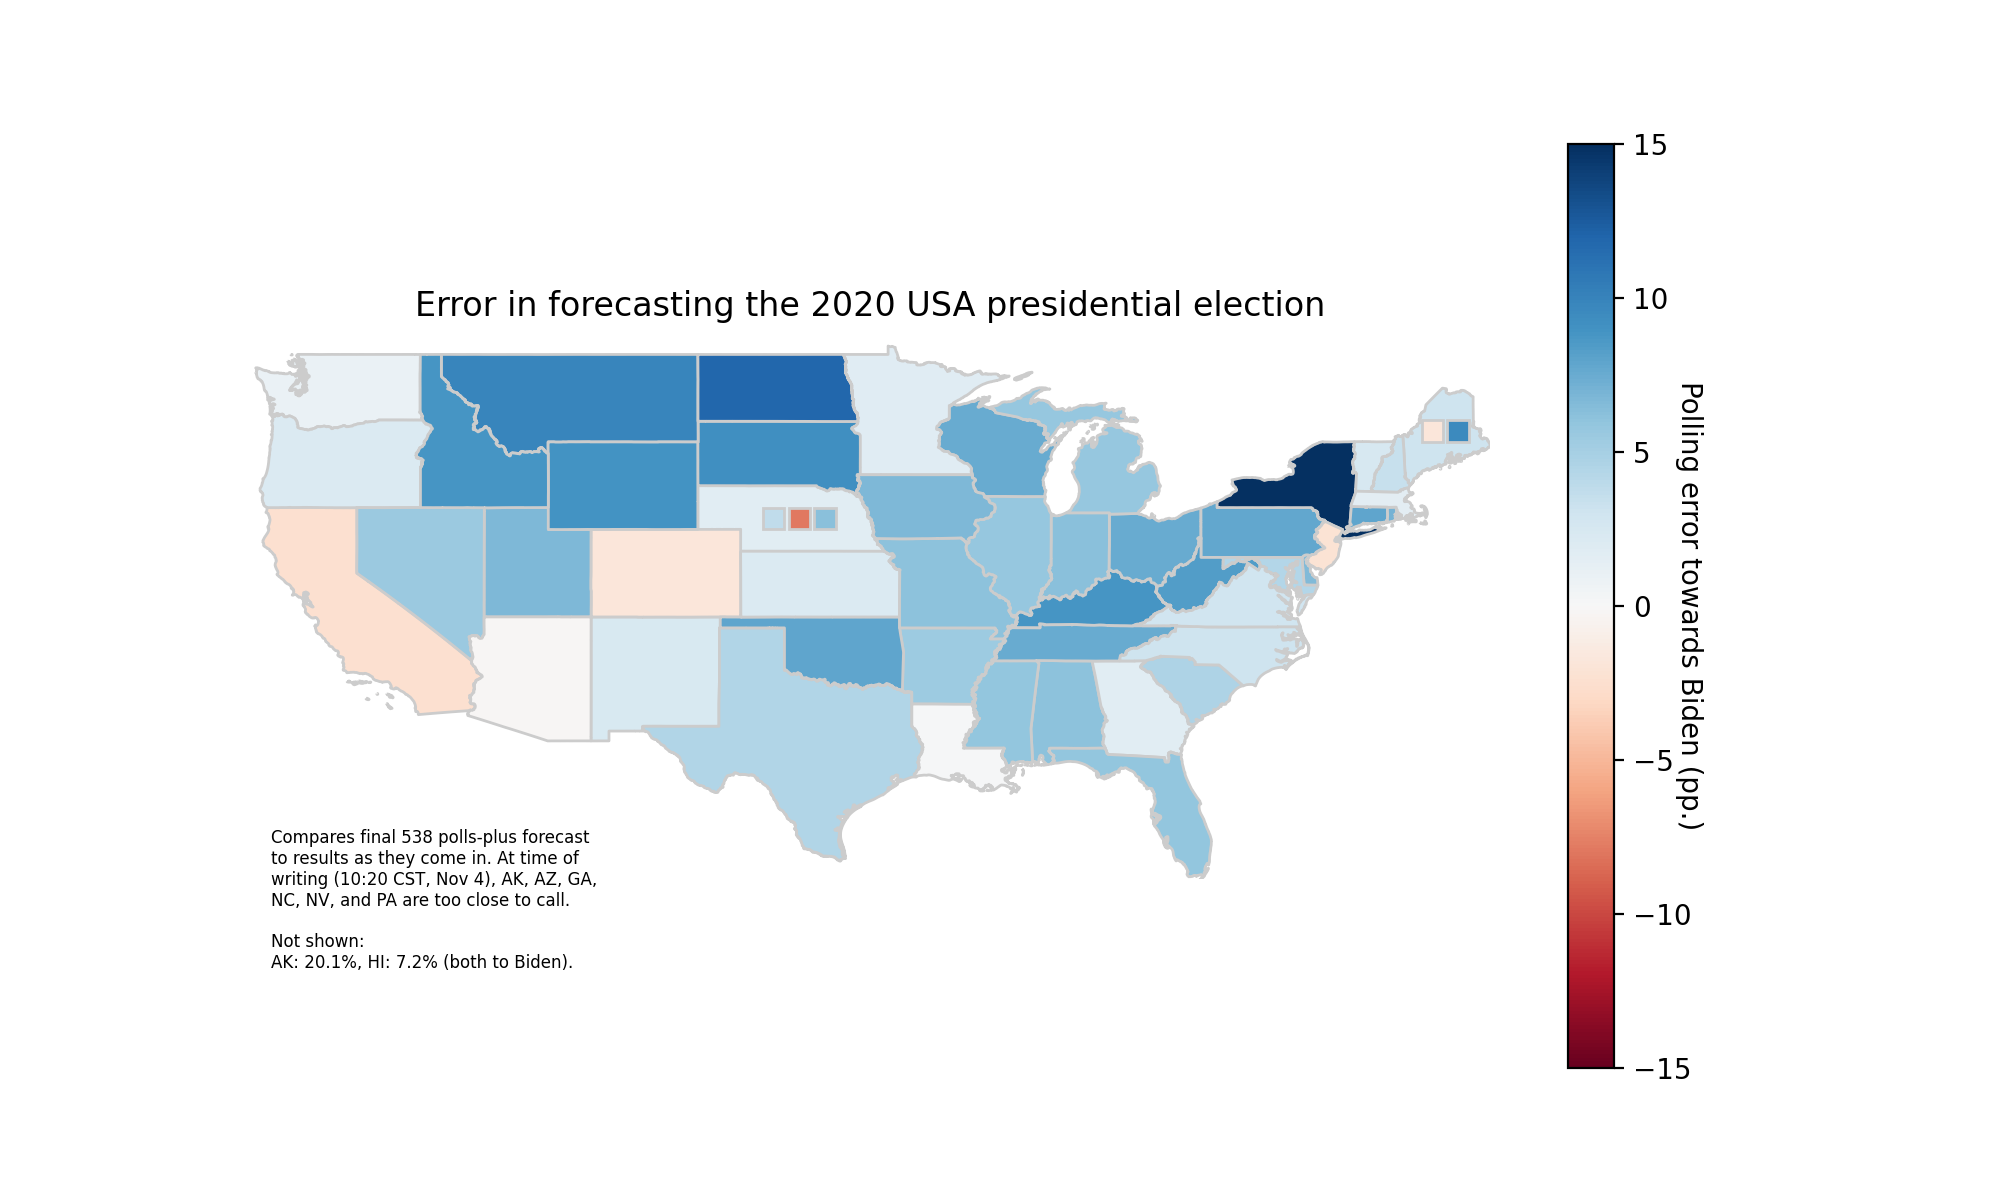 Error in forecasting the 2020 USA presidential election
Compares final 538 polls-plus forecast
to results as they come in. At time of
writing (10:20 CST, Nov 4), AK, AZ, GA,
NC, NV, and PA are too close to call.
Not shown:
AK: 20.1%, HI: 7.2% (both to Biden).
15
10
5
0
−5
−10
−15
Polling error towards Biden (pp.)